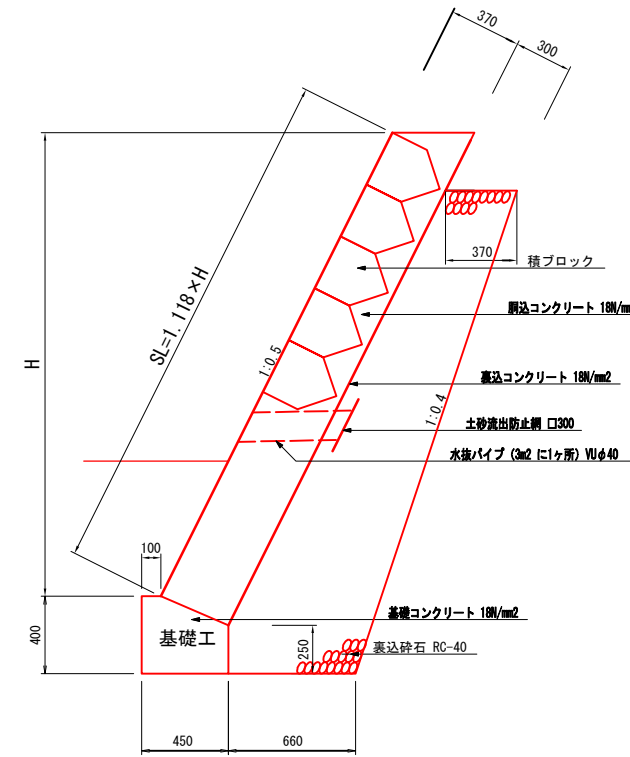 370
300
370
積ブロック
胴込コンクリート 18N/mm
SL=1.118×H
H
1:0.5
裏込コンクリート 18N/mm2
1:0.4
土砂流出防止網 □300
水抜パイプ (3m2 に1ヶ所) VUφ40
100
基礎コンクリート 18N/mm2
400
基礎工
250
裏込砕石 RC-40
450
660